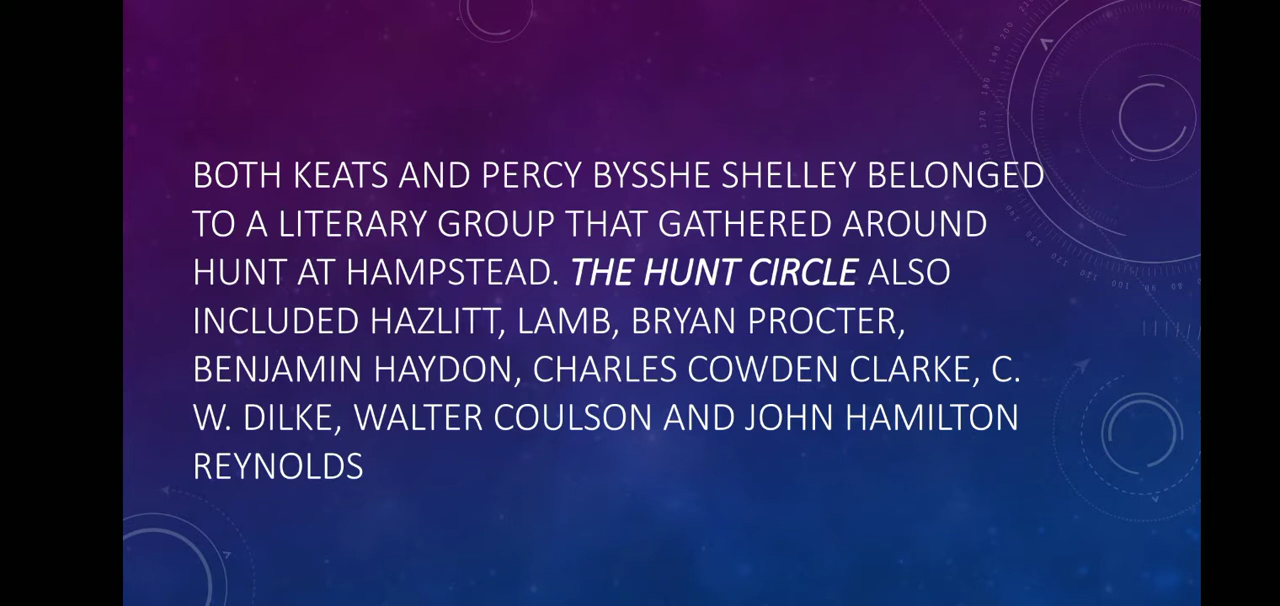 BOTH KEATS AND PERCY BYSSHE SHELLEY BELONGED
TO A LITERARY GROUP THAT GATHERED AROUND
HUNT AT HAMPSTEAD. THE HUNT CIRCLE ALSO
INCLUDED HAZLITT, LAMB, BRYAN PROCTER,
BENJAMIN HAYDON, CHARLES COWDEN CLARKE, C.
W. DILKE, WALTER COULSON AND JOHN HAMILTON
REYNOLDS